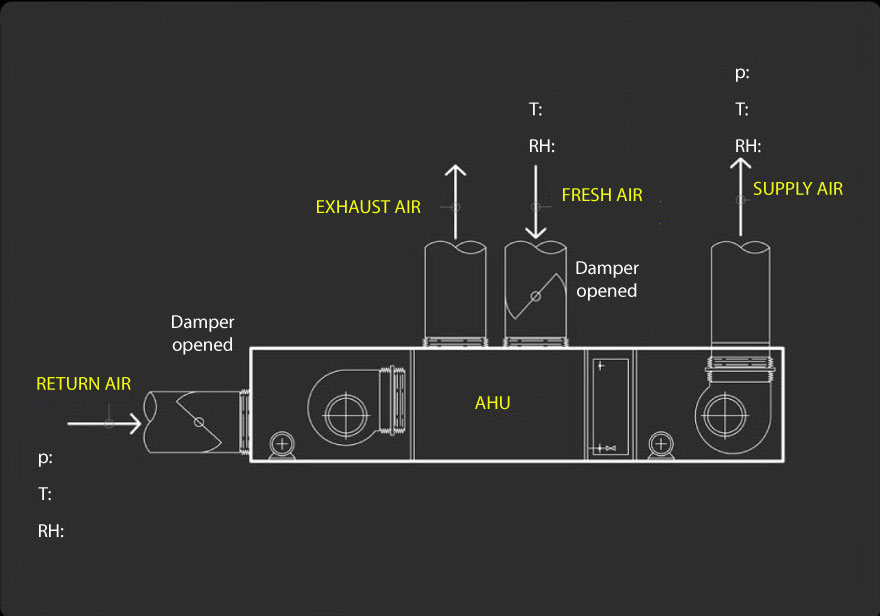 p:
T:
RH:
T:
RH:
EXHAUST AIR
FRESH AIR
SUPPLY AIR
Damper
opened
Damper
opened
RETURN AIR
AHU
p:
T:
RH: